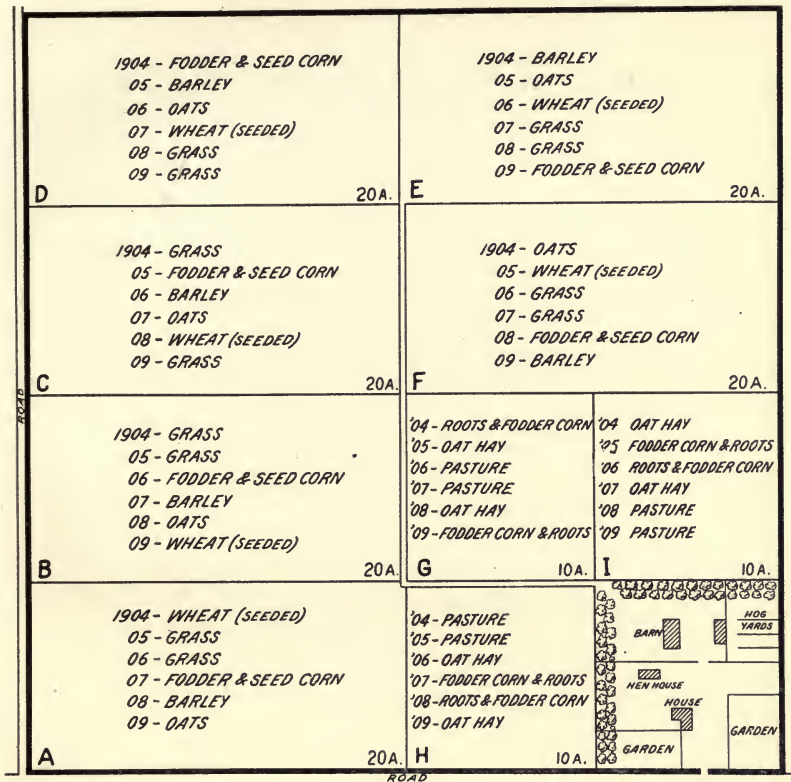 1904 - FODDER & SEED CORN
05 - BARLEY
06 - OATS
07 - WHEAT (SEEDED)
08 - GRASS
09 - GRASS
D
20A.
1904 - BARLEY
05 - OATS
06 - WHEAT (SEEDED)
07 - GRASS
08 - GRASS
09 - FODDER & SEED CORN
E
20A.
1904 - GRASS
05 - FODDER & SEED CORN
06 - BARLEY
07 - OATS
08 - WHEAT (SEEDED)
09 - GRASS
C
20A.
1904 - OATS
05 - WHEAT (SEEDED)
06 - GRASS
07 - GRASS
08 - FODDER & SEED CORN
09 - BARLEY
F
20A.
ROAD
1904 - GRASS
05 - GRASS
06 - FODDER & SEED CORN
07 - BARLEY
08 - OATS
09 - WHEAT (SEEDED)
B
20A.
'04 - ROOTS & FODDER CORN
'05 - OAT HAY
'06 - PASTURE
'07 - PASTURE
'08 - OAT HAY
'09 - FODDER CORN & ROOTS
G
10A.
'04 OAT HAY
'05 FODDER CORN & ROOTS
'06 ROOTS & FODDER CORN
'07 OAT HAY
'08 PASTURE
'09 PASTURE
I
10A.
1904 - WHEAT (SEEDED)
05 - GRASS
06 - GRASS
07 - FODDER & SEED CORN
08 - BARLEY
09 - OATS
A
20A.
'04 - PASTURE
'05 - PASTURE
'06 - OAT HAY
'07 - FODDER CORN & ROOTS
'08 - ROOTS & FODDER CORN
'09 - OAT HAY
H
10A.
HOG
YARDS
BARN
HEN HOUSE
HOUSE
GARDEN
GARDEN
ROAD